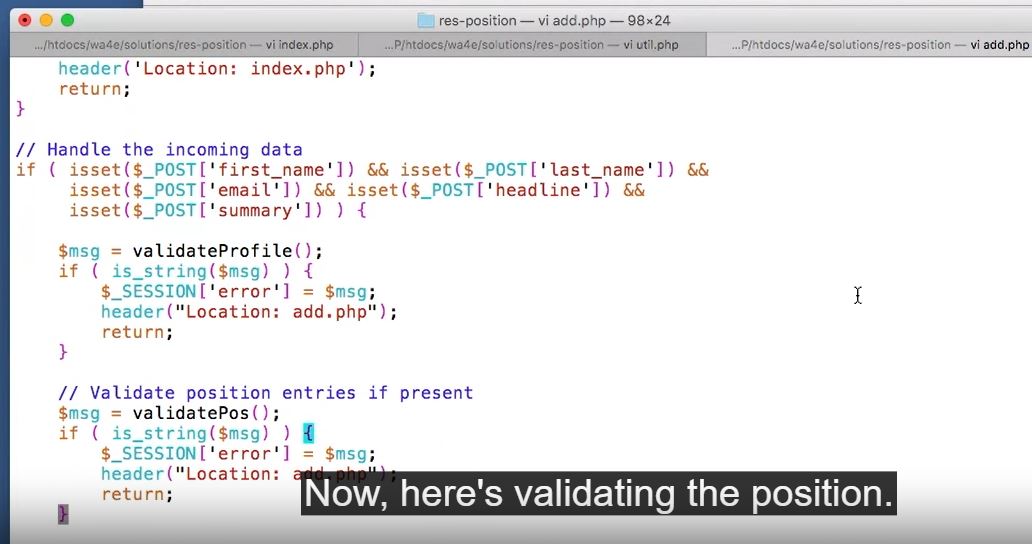 res-position — vi add.php — 98×24
.../htdocs/wa4e/solutions/res-position — vi index.php
...P/htdocs/wa4e/solutions/res-position — vi util.php
...P/htdocs/wa4e/solutions/res-position — vi add.php
header('Location: index.php');
return;
}
// Handle the incoming data
if ( isset($_POST['first_name']) && isset($_POST['last_name']) &&
isset($_POST['email']) && isset($_POST['headline']) &&
isset($_POST['summary']) ) {
$msg = validateProfile();
if ( is_string($msg) ) {
$_SESSION['error'] = $msg;
header("Location: add.php");
return;
}
// Validate position entries if present
$msg = validatePos();
if ( is_string($msg) ) {
$_SESSION['error'] = $msg;
header("Location: add.php");
return;
}
Now, here's validating the position.